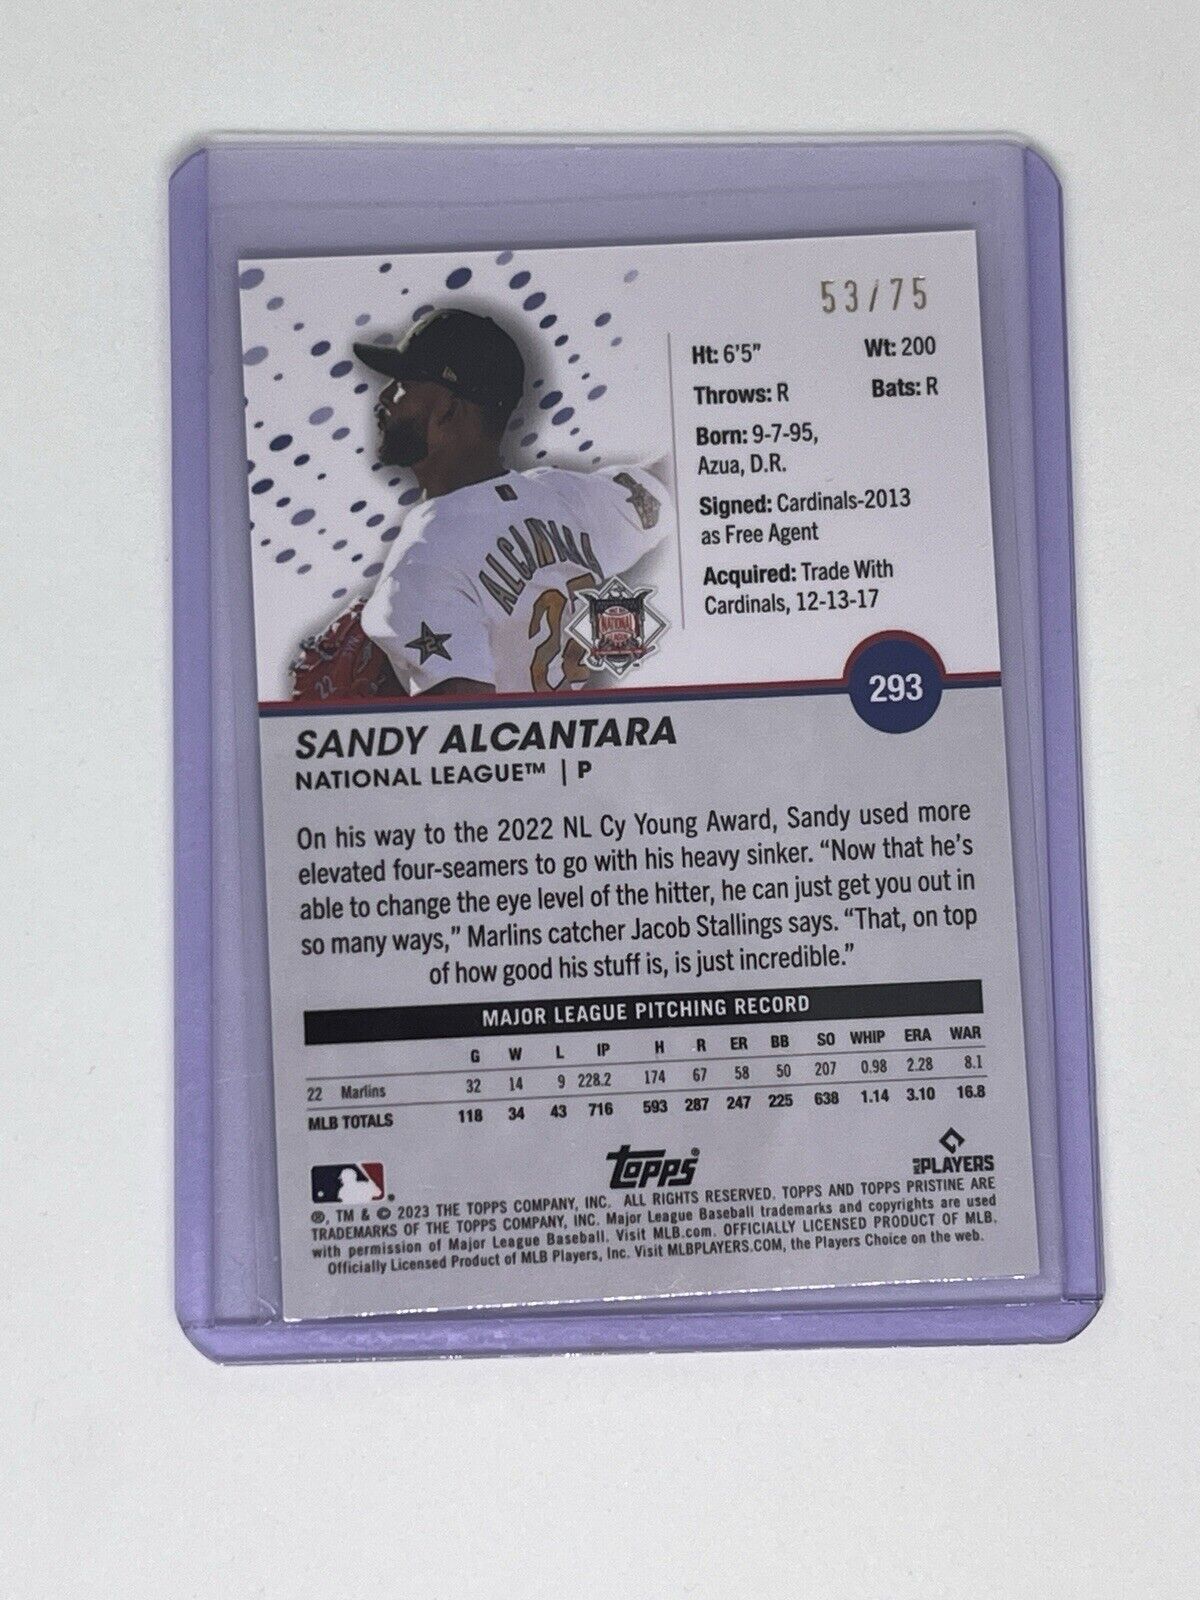 53/75
Ht: 6'5" Wt: 200
Throws: R Bats: R
Born: 9-7-95,
Azua, D.R.
Signed: Cardinals-2013
as Free Agent
Acquired: Trade With
Cardinals, 12-13-17
ALCANTARA
22
NATIONAL
LEAGUE
22
293
SANDY ALCANTARA
NATIONAL LEAGUE™ | P
On his way to the 2022 NL Cy Young Award, Sandy used more
elevated four-seamers to go with his heavy sinker. “Now that he’s
able to change the eye level of the hitter, he can just get you out in
so many ways,” Marlins catcher Jacob Stallings says. “That, on top
of how good his stuff is, is just incredible.”
MAJOR LEAGUE PITCHING RECORD
G W L IP H R ER BB SO WHIP ERA WAR
22 Marlins 32 14 9 228.2 174 67 58 50 207 0.98 2.28 8.1
MLB TOTALS 118 34 43 716 593 287 247 225 638 1.14 3.10 16.8
Topps®
MLB PLAYERS
®, TM & © 2023 THE TOPPS COMPANY, INC. ALL RIGHTS RESERVED. TOPPS AND TOPPS PRISTINE ARE
TRADEMARKS OF THE TOPPS COMPANY, INC. Major League Baseball trademarks and copyrights are used
with permission of Major League Baseball. Visit MLB.com. OFFICIALLY LICENSED PRODUCT OF MLB
Officially Licensed Product of MLB Players, Inc. Visit MLBPLAYERS.COM, the Players Choice on the web.